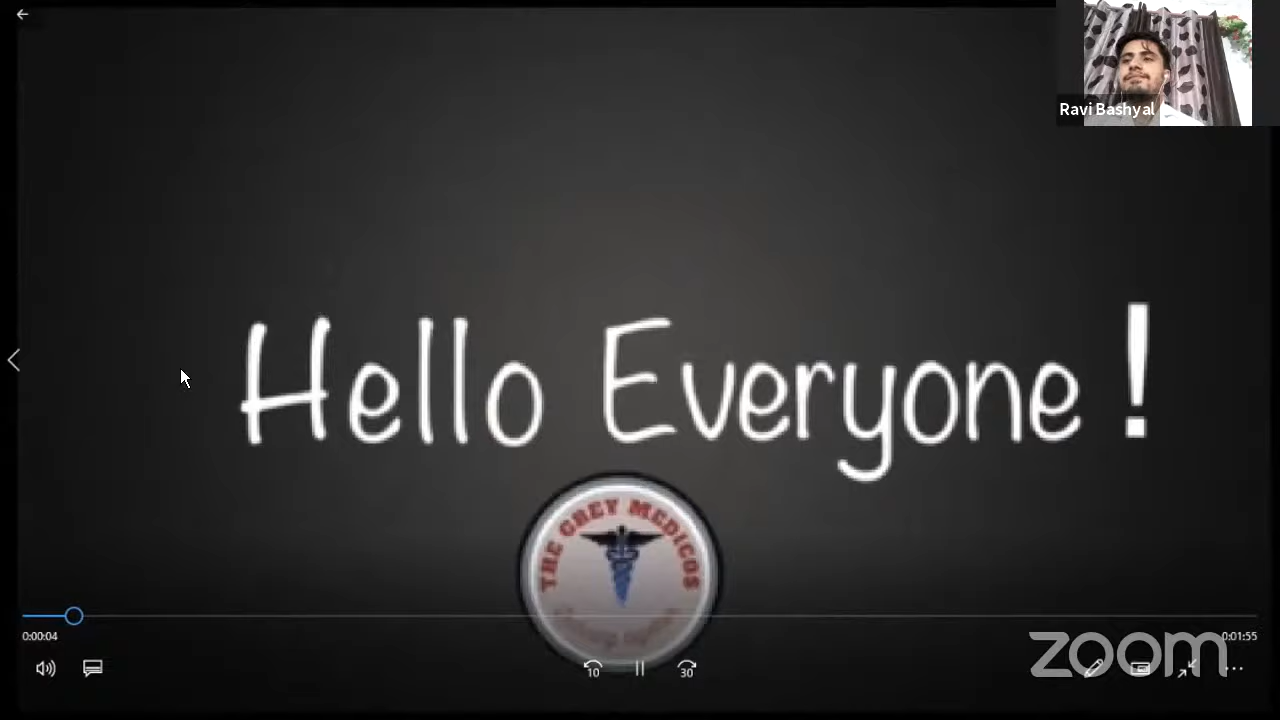 Ravi Bashyal
Hello Everyone !
THE GREY MEDICOS
0:00:04
0:01:55
10
30
zoom